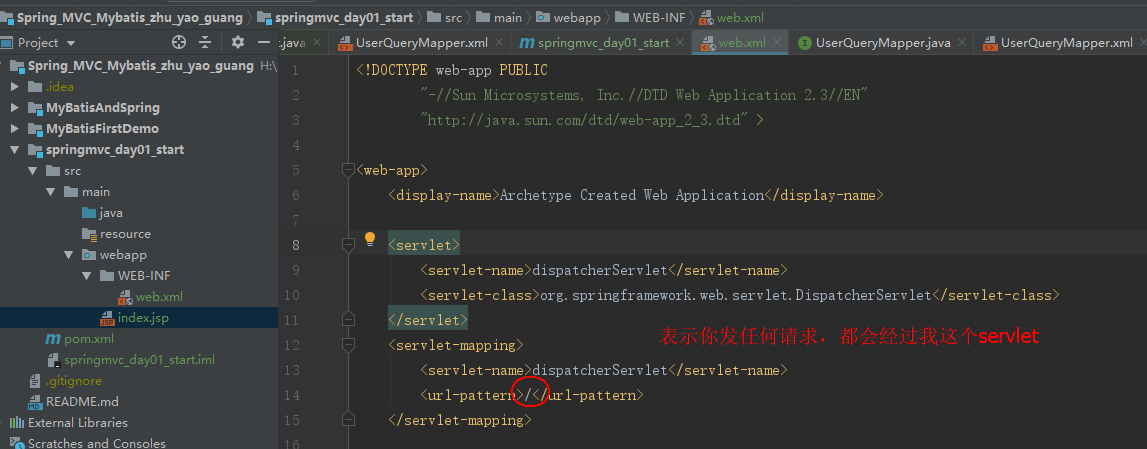 Spring_MVC_Mybatis_zhu_yao_guang springmvc_day01_start src main webapp WEB-INF web.xml
Project
.java UserQueryMapper.xml springmvc_day01_start web.xml UserQueryMapper.java UserQueryMapper.xml
Spring_MVC_Mybatis_zhu_yao_guang H:\
.idea
MyBatisAndSpring
MyBatisFirstDemo
springmvc_day01_start
src
main
java
resource
webapp
WEB-INF
web.xml
index.jsp
pom.xml
springmvc_day01_start.iml
.gitignore
README.md
External Libraries
Scratches and Consoles
1 <!DOCTYPE web-app PUBLIC
2 "-//Sun Microsystems, Inc.//DTD Web Application 2.3//EN"
3 "http://java.sun.com/dtd/web-app_2_3.dtd" >
4
5 <web-app>
6 <display-name>Archetype Created Web Application</display-name>
7
8 <servlet>
9 <servlet-name>dispatcherServlet</servlet-name>
10 <servlet-class>org.springframework.web.servlet.DispatcherServlet</servlet-class>
11 </servlet>
表示你发任何请求，都会经过我这个servlet
12 <servlet-mapping>
13 <servlet-name>dispatcherServlet</servlet-name>
14 <url-pattern>/</url-pattern>
15 </servlet-mapping>
16